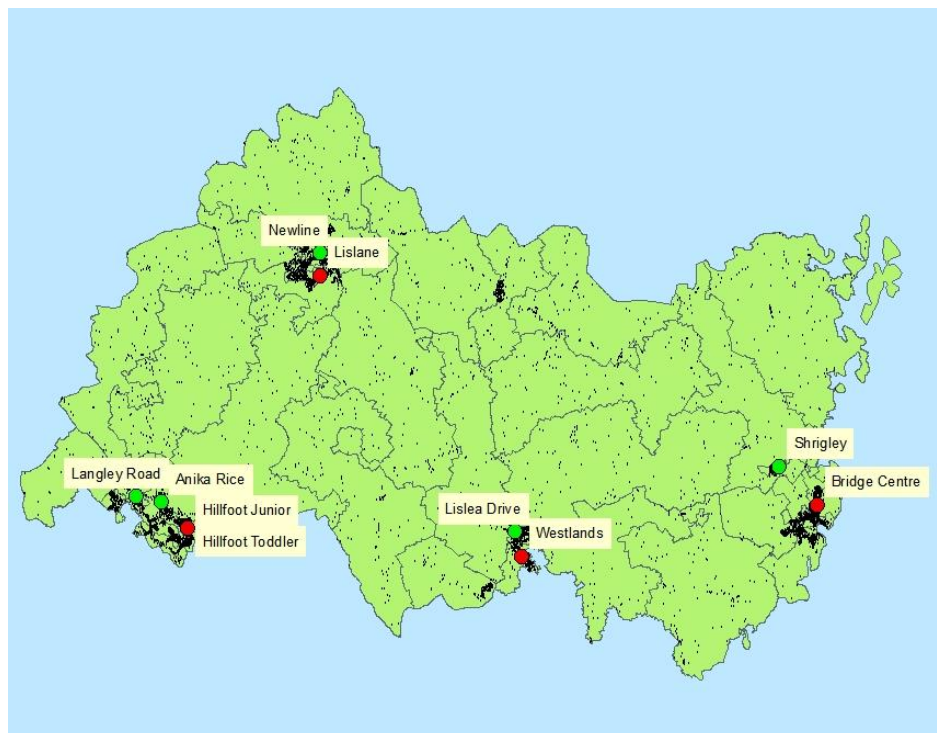 Newline
Lislane
Shrigley
Langley Road
Anika Rice
Bridge Centre
Hillfoot Junior
Lislea Drive
Westlands
Hillfoot Toddler